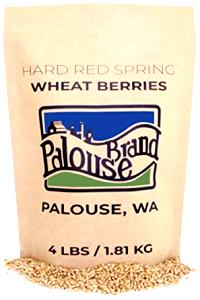 HARD RED SPRING
WHEAT BERRIES
Palouse Brand
PALOUSE, WA
4 LBS / 1.81 KG